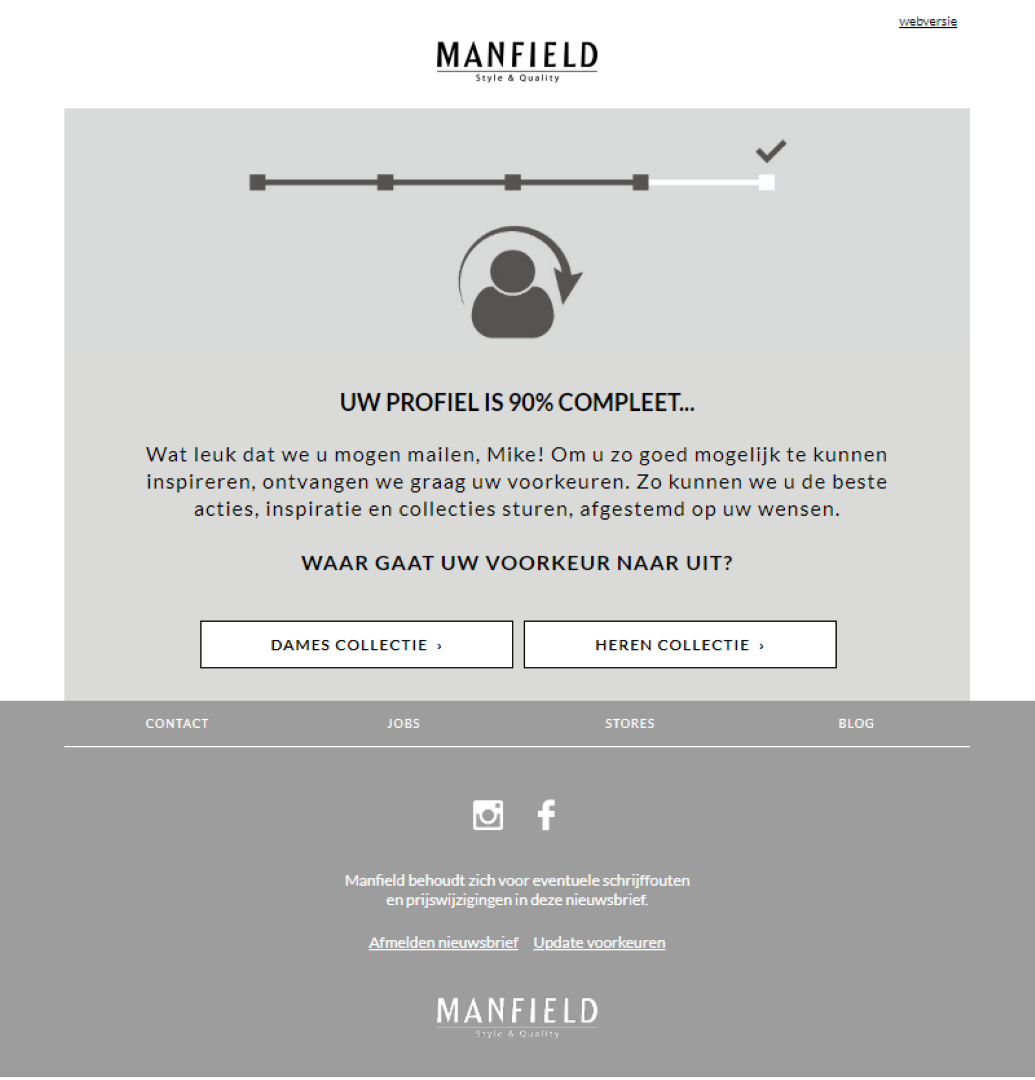 webversie
MANFIELD
Style & Quality
UW PROFIEL IS 90% COMPLEET...
Wat leuk dat we u mogen mailen, Mike! Om u zo goed mogelijk te kunnen
inspireren, ontvangen we graag uw voorkeuren. Zo kunnen we u de beste
acties, inspiratie en collecties sturen, afgestemd op uw wensen.
WAAR GAAT UW VOORKEUR NAAR UIT?
DAMES COLLECTIE › HEREN COLLECTIE ›
CONTACT JOBS STORES BLOG
Manfield behoudt zich voor eventuele schrijffouten
en prijswijzigingen in deze nieuwsbrief.
Afmelden nieuwsbrief Update voorkeuren
MANFIELD
Style & Quality